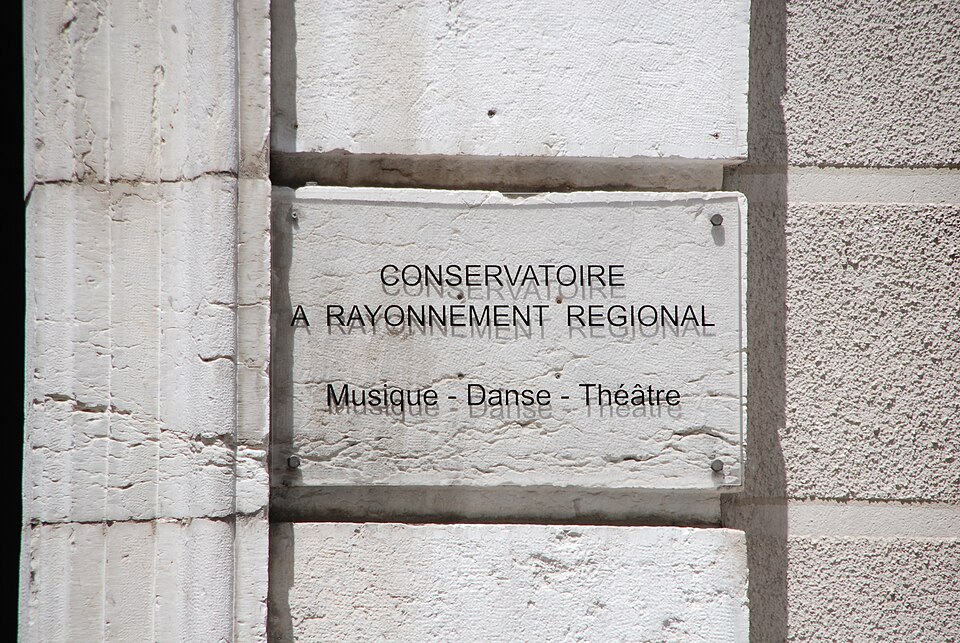 CONSERVATOIRE
A RAYONNEMENT REGIONAL
Musique - Danse - Théâtre